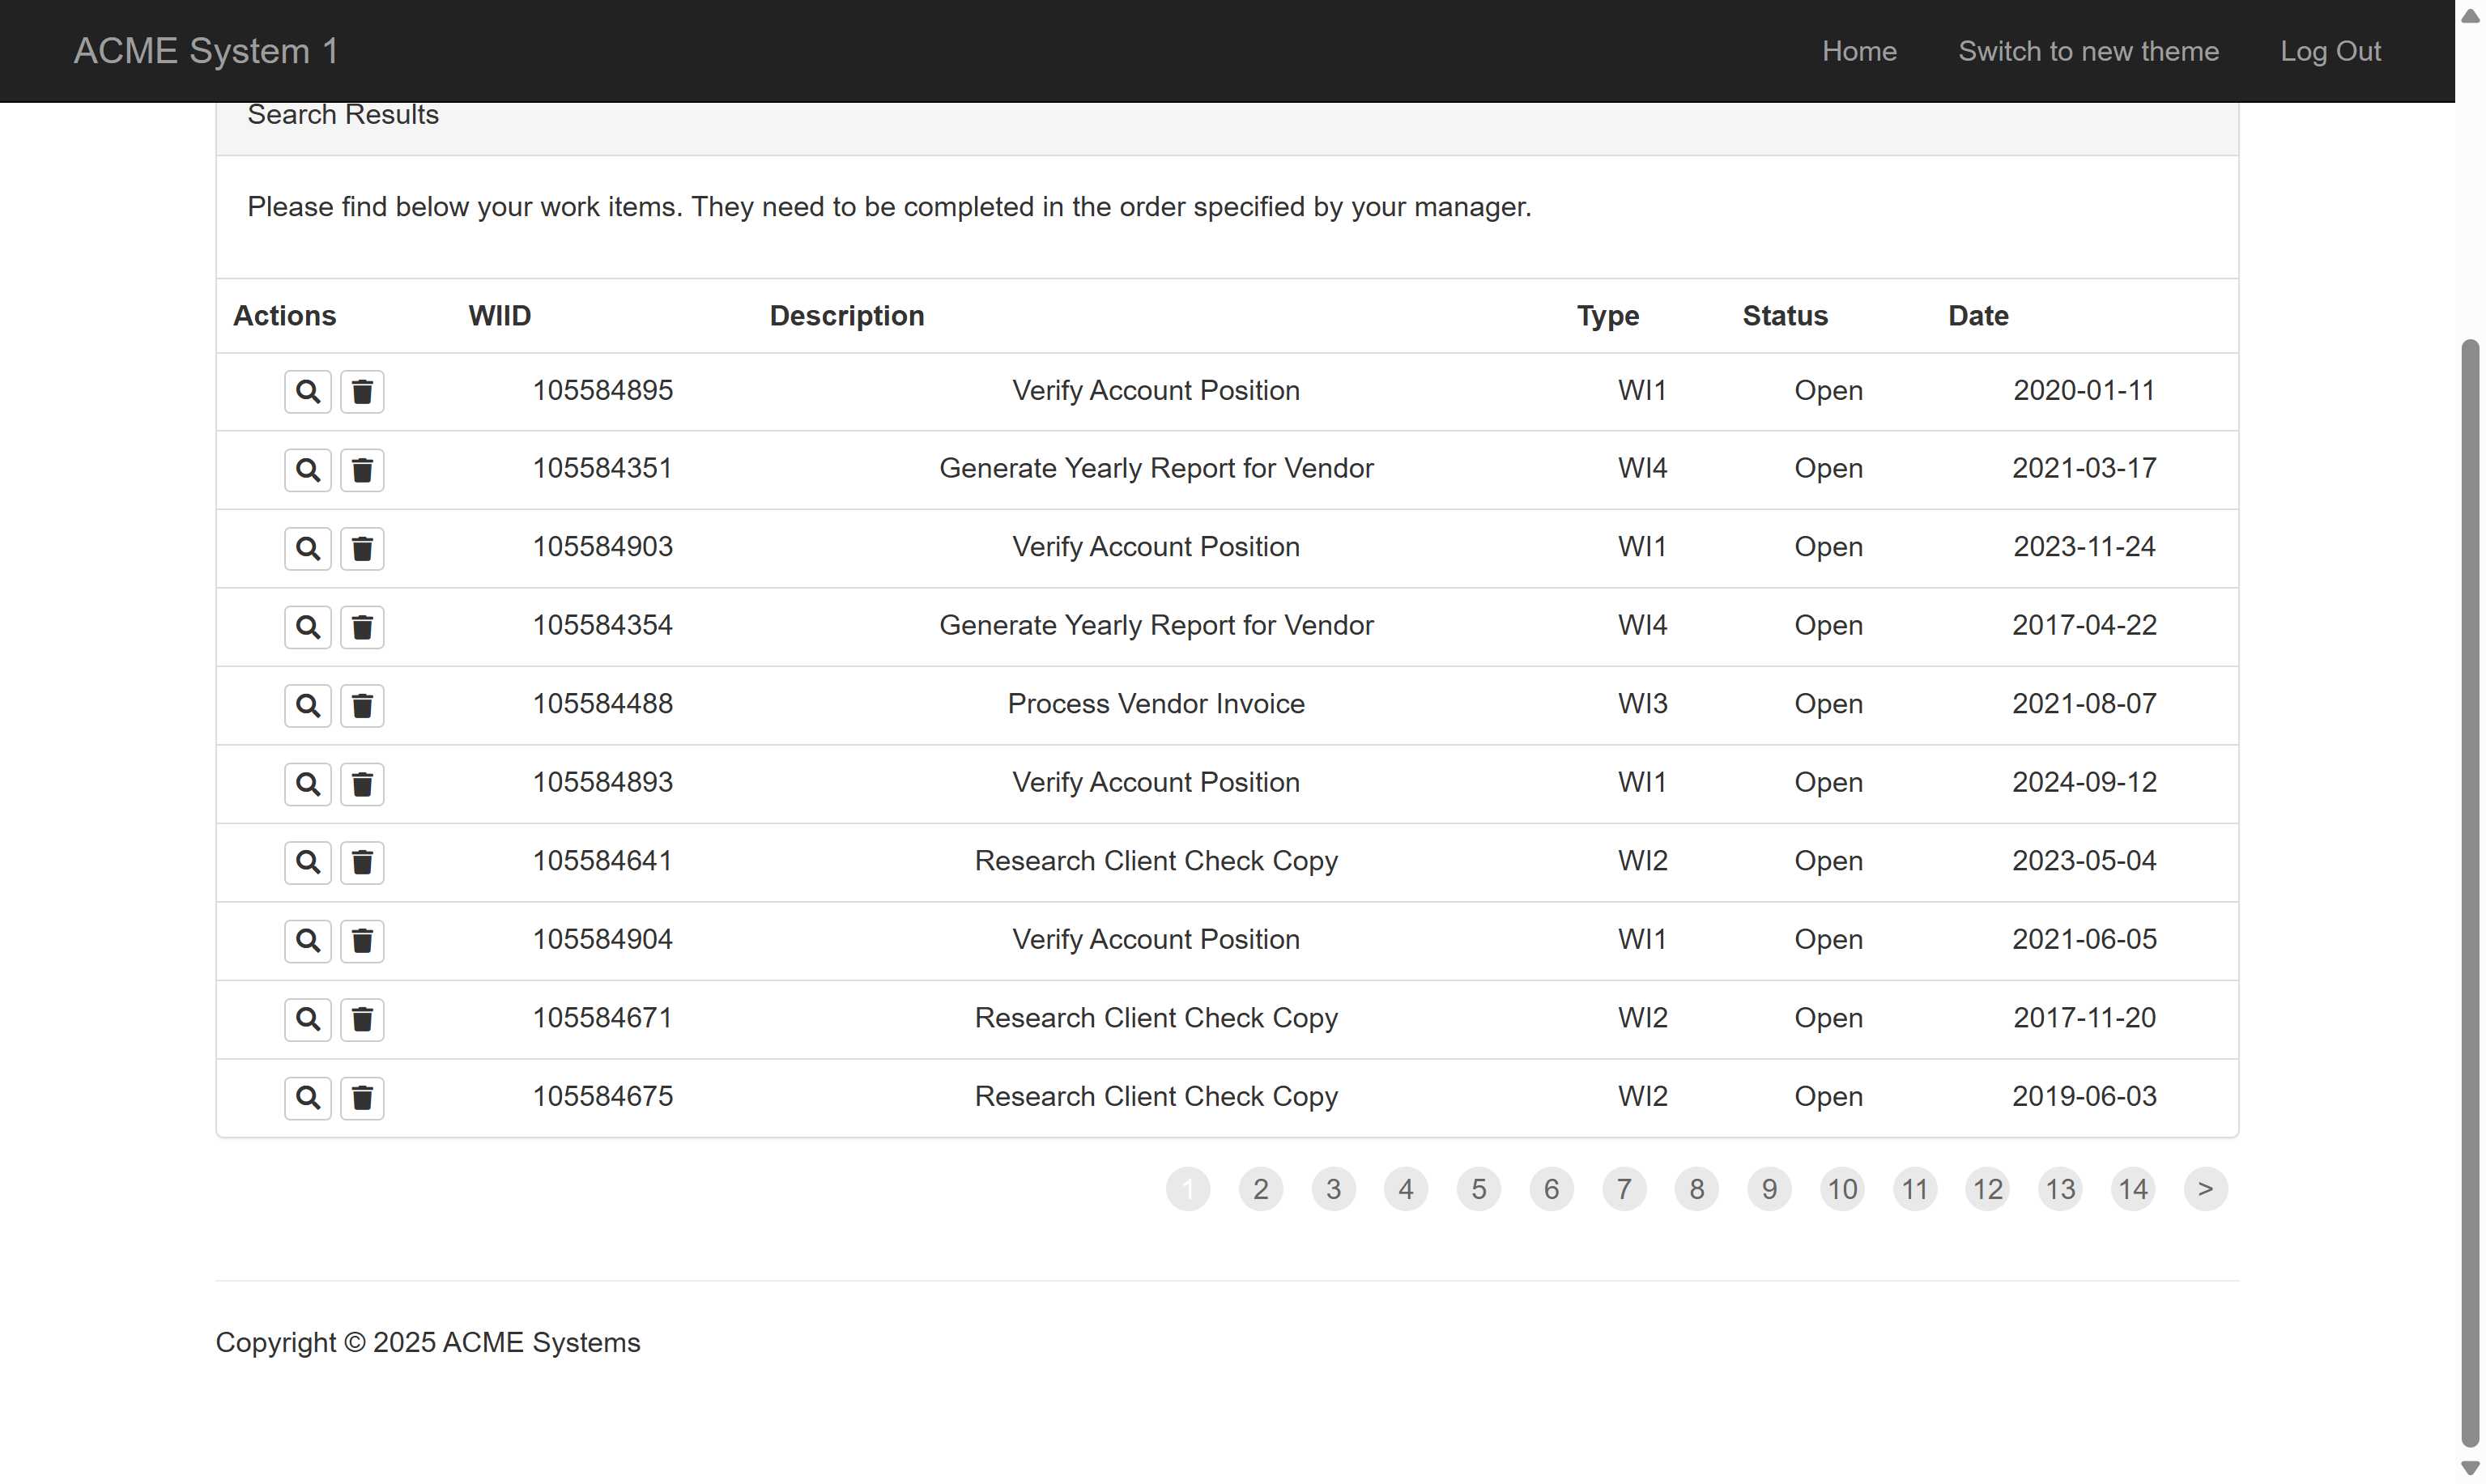 ACME System 1 Home Switch to new theme Log Out
Search Results
Please find below your work items. They need to be completed in the order specified by your manager.
Actions WIID Description Type Status Date
105584895 Verify Account Position WI1 Open 2020-01-11
105584351 Generate Yearly Report for Vendor WI4 Open 2021-03-17
105584903 Verify Account Position WI1 Open 2023-11-24
105584354 Generate Yearly Report for Vendor WI4 Open 2017-04-22
105584488 Process Vendor Invoice WI3 Open 2021-08-07
105584893 Verify Account Position WI1 Open 2024-09-12
105584641 Research Client Check Copy WI2 Open 2023-05-04
105584904 Verify Account Position WI1 Open 2021-06-05
105584671 Research Client Check Copy WI2 Open 2017-11-20
105584675 Research Client Check Copy WI2 Open 2019-06-03
1 2 3 4 5 6 7 8 9 10 11 12 13 14 >
Copyright © 2025 ACME Systems